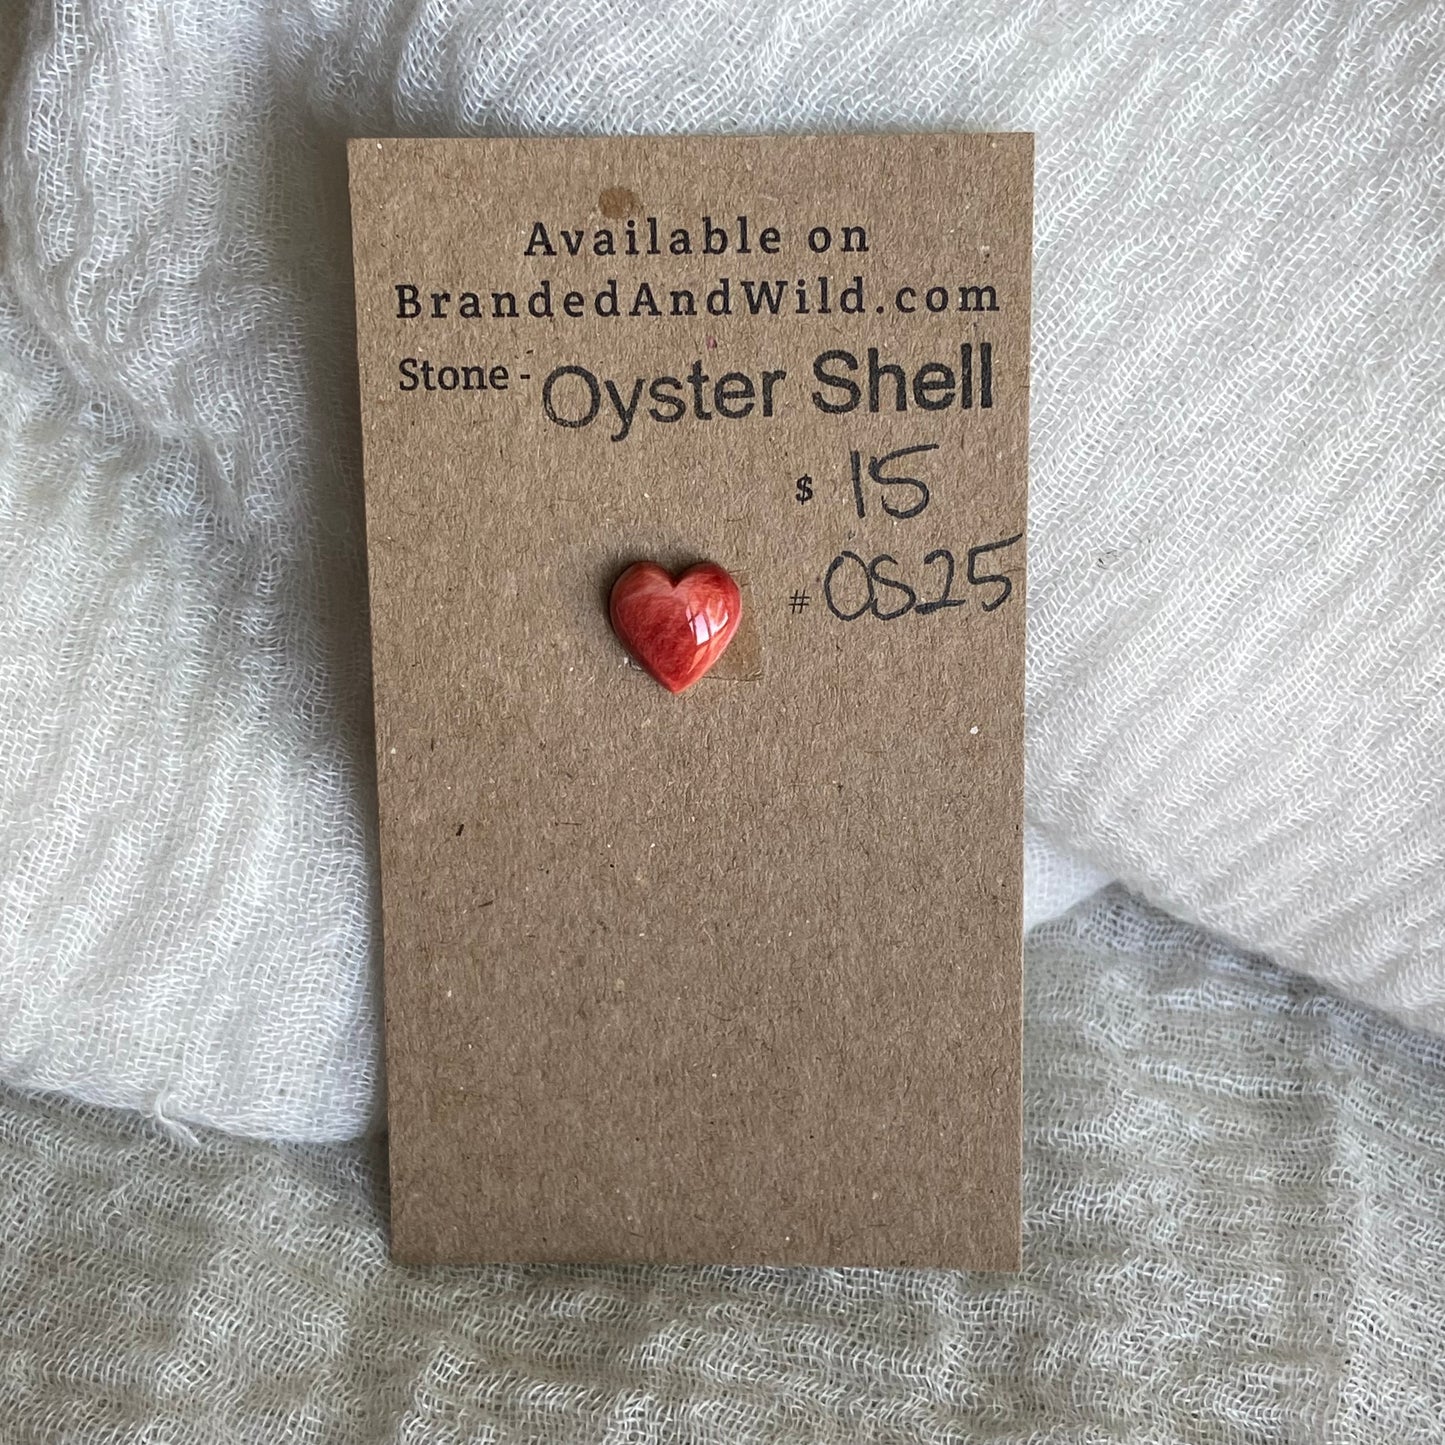 Available on
BrandedAndWild.com
Stone - Oyster Shell
$ 15
# OS25